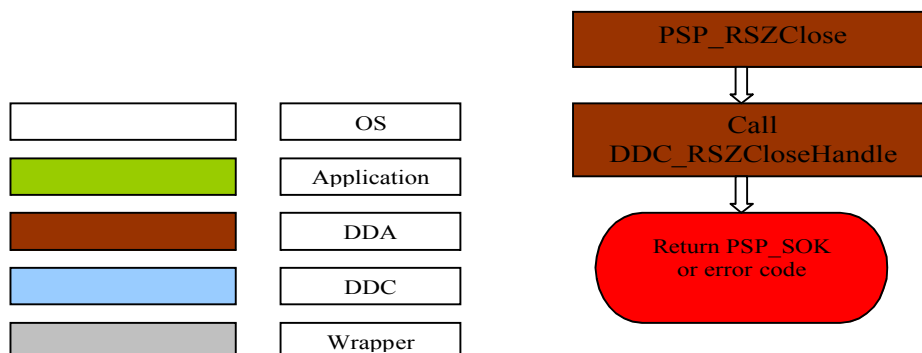 PSP_RSZClose
Call
DDC_RSZCloseHandle
Return PSP_SOK
or error code
OS
Application
DDA
DDC
Wrapper